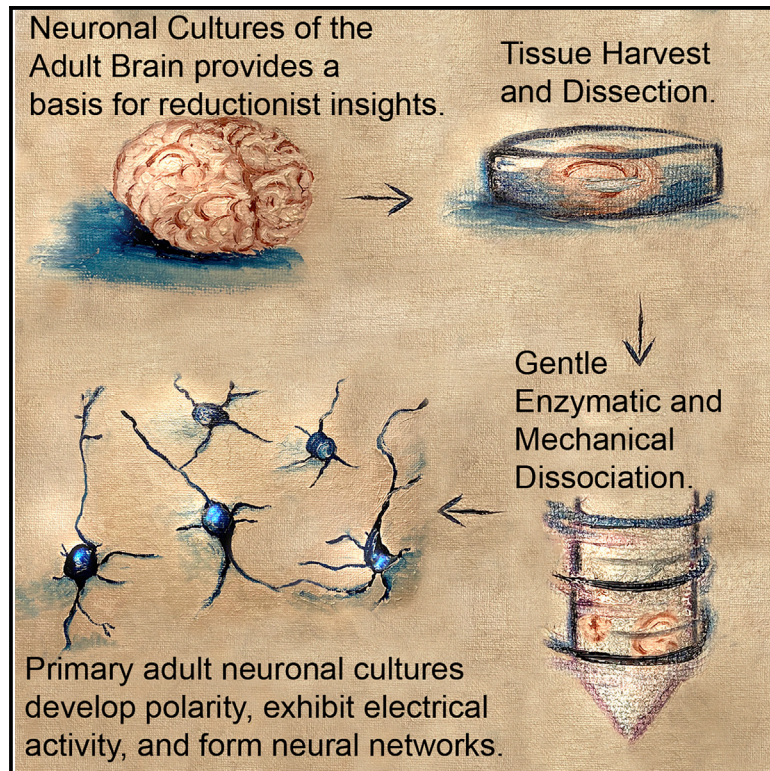 Neuronal Cultures of the
Adult Brain provides a
basis for reductionist insights.
Tissue Harvest
and Dissection.
Gentle
Enzymatic and
Mechanical
Dissociation.
Primary adult neuronal cultures
develop polarity, exhibit electrical
activity, and form neural networks.